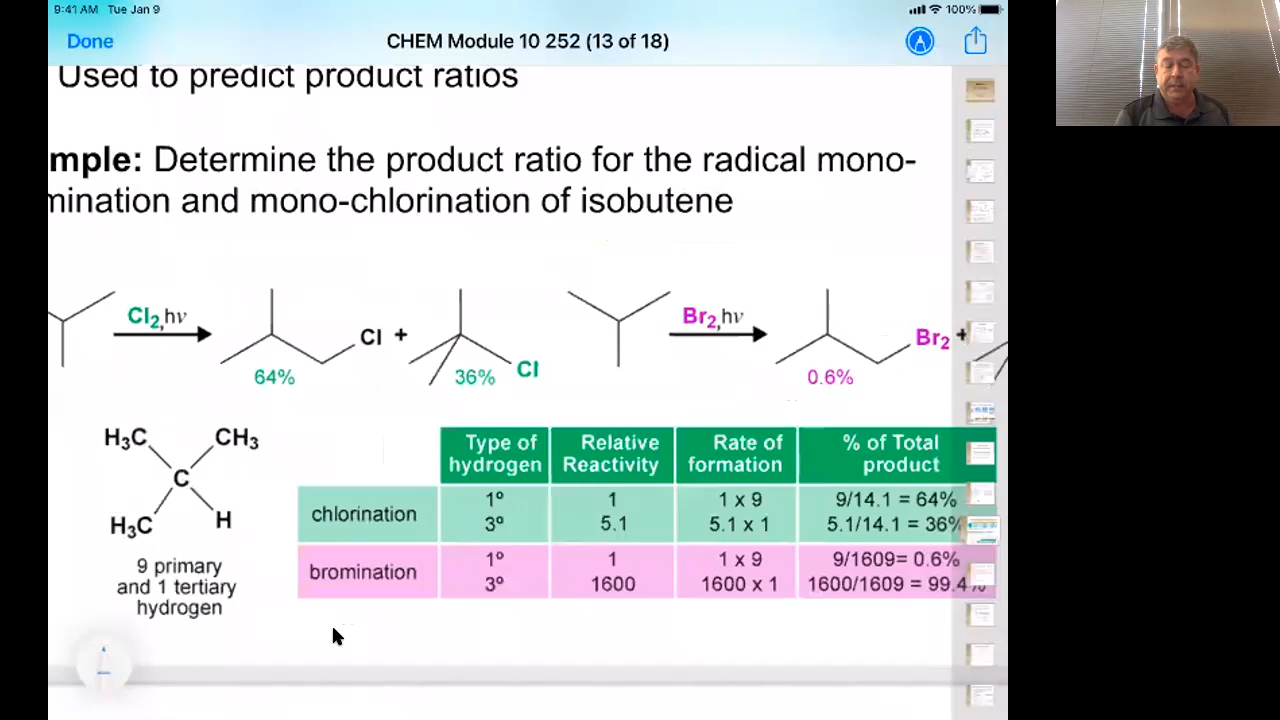 9:41 AM Tue Jan 9
100%
Done
CHEM Module 10 252 (13 of 18)
Used to predict product ratios
mple: Determine the product ratio for the radical mono-
mination and mono-chlorination of isobutene
Cl2,hν
Cl +
Cl
64%
36%
Br2,hν
Br2 +
0.6%
H3C CH3
C
H3C H
9 primary
and 1 tertiary
hydrogen
Type of hydrogen Relative Reactivity Rate of formation % of Total product
chlorination 1º 1 1 x 9 9/14.1 = 64%
3º 5.1 5.1 x 1 5.1/14.1 = 36%
bromination 1º 1 1 x 9 9/1609= 0.6%
3º 1600 1600 x 1 1600/1609 = 99.4%